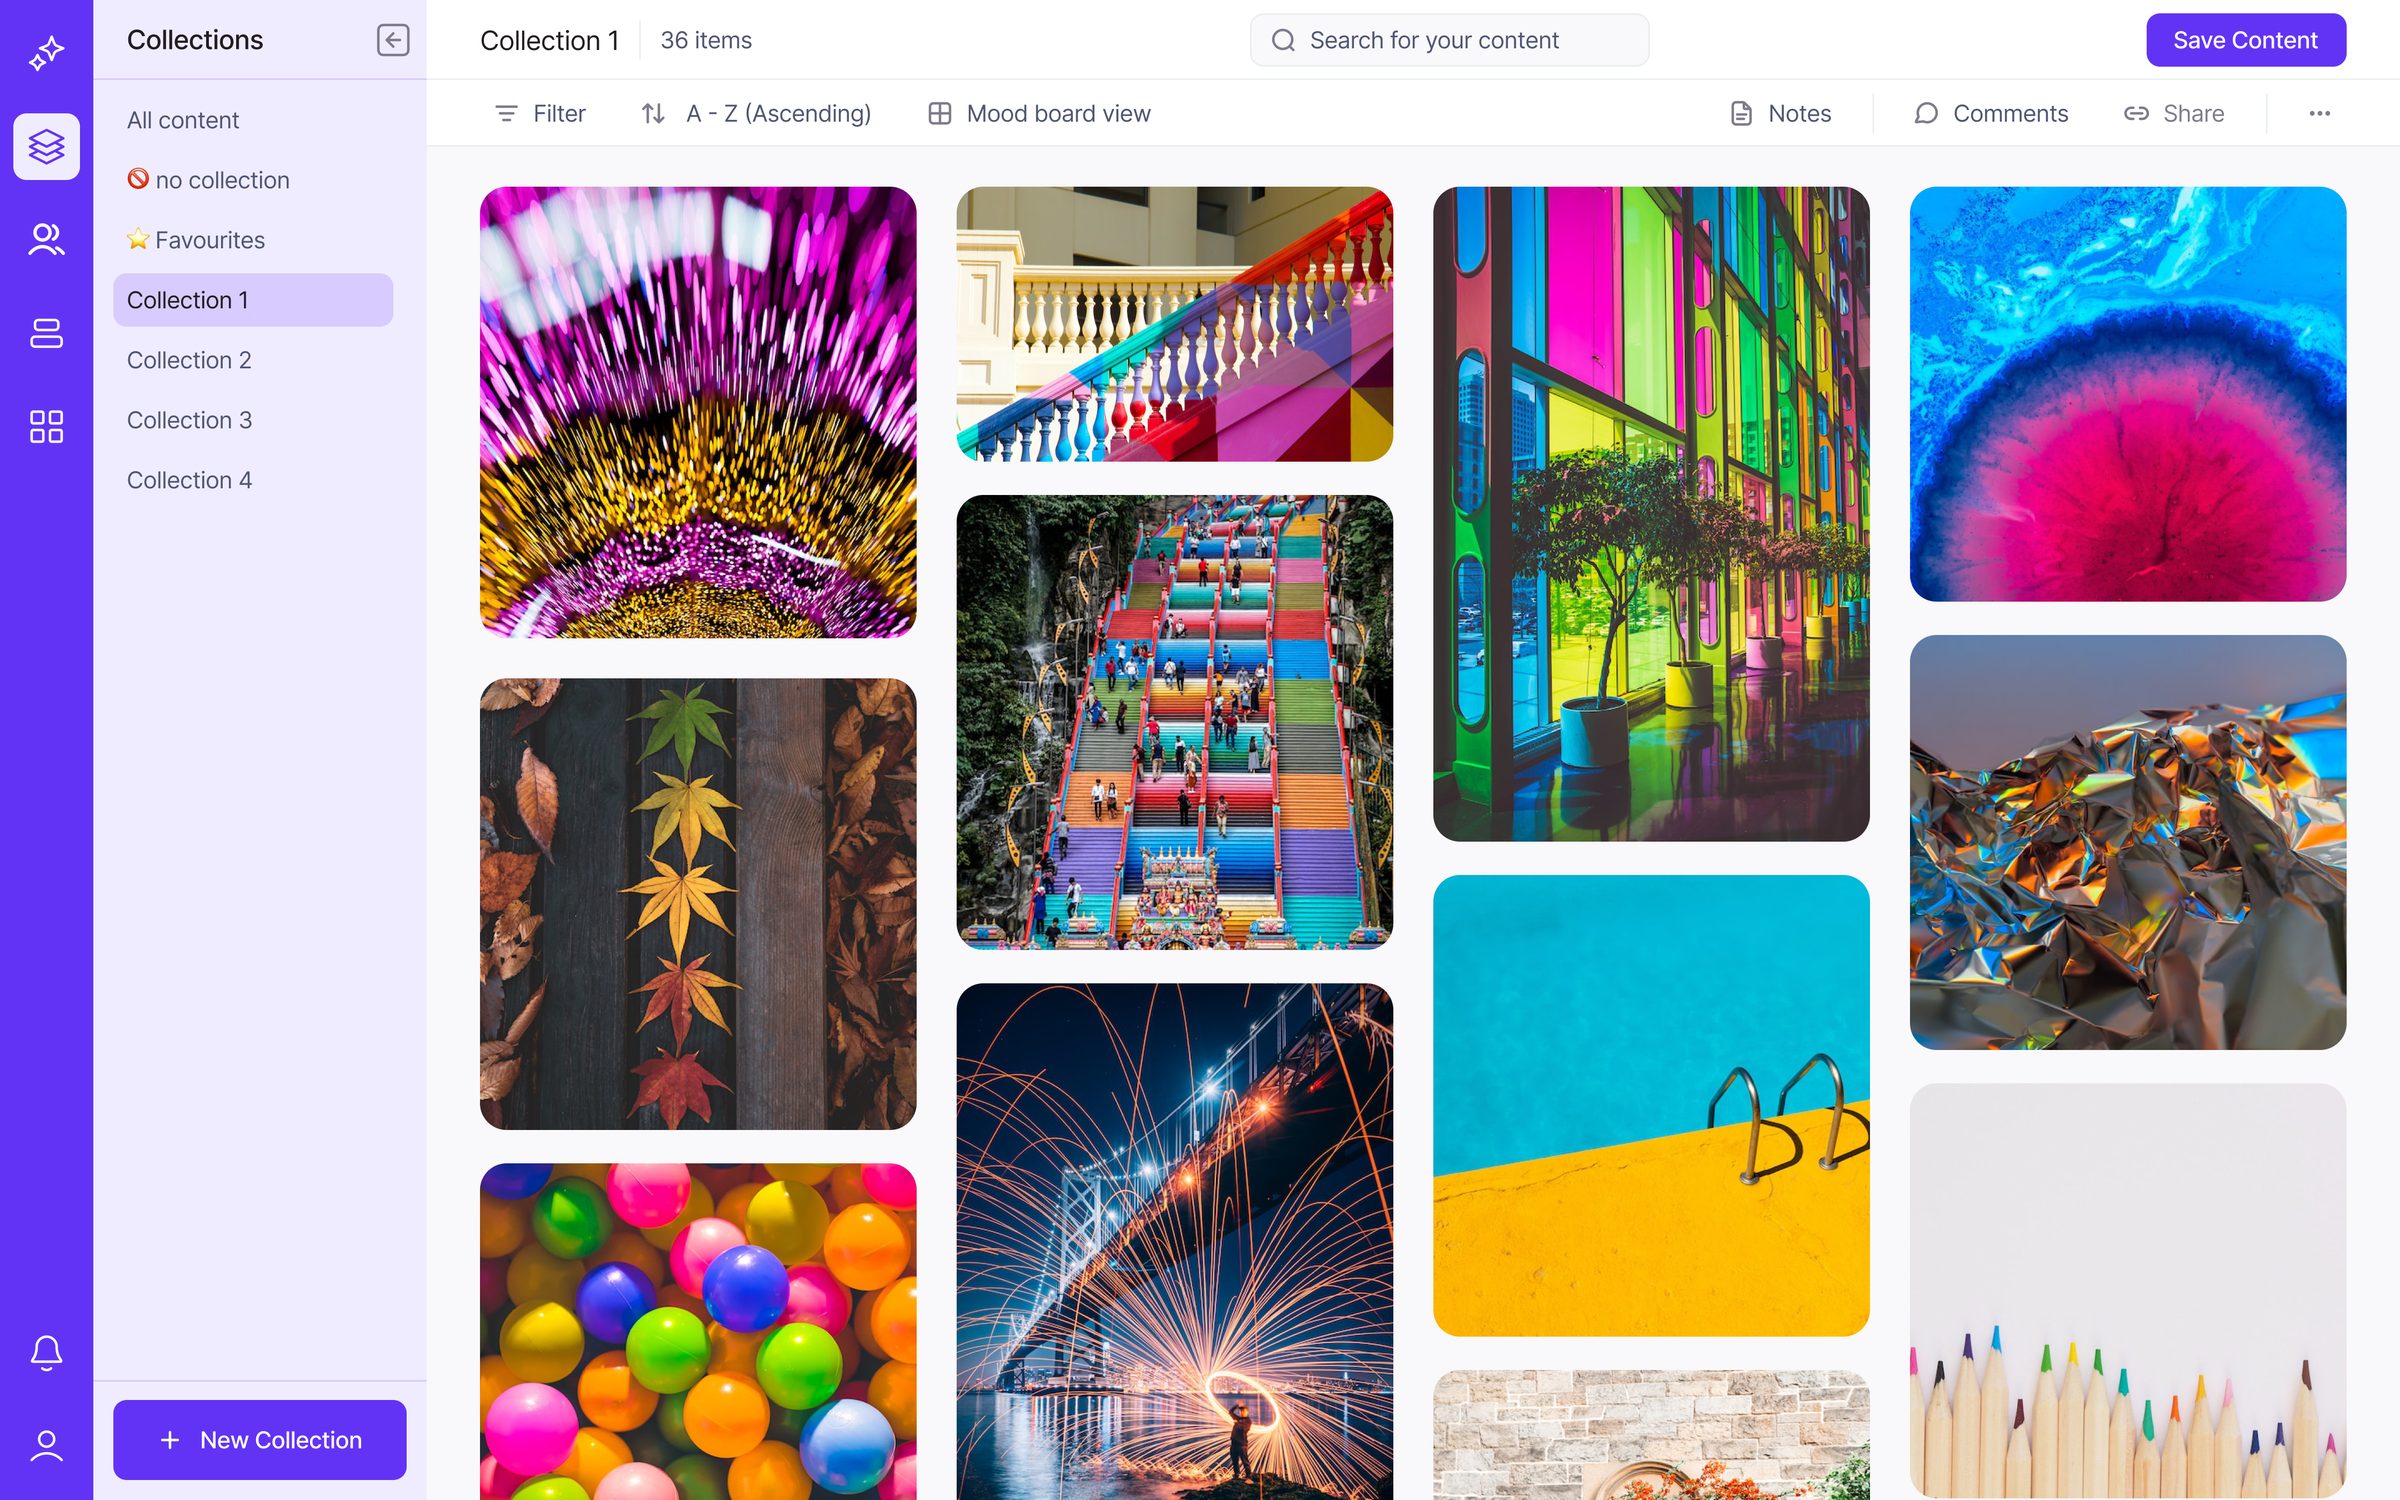 Collections
All content
🚫 no collection
⭐ Favourites
Collection 1
Collection 2
Collection 3
Collection 4
+ New Collection
Collection 1 36 items
Search for your content
Save Content
Filter
A - Z (Ascending)
Mood board view
Notes
Comments
Share